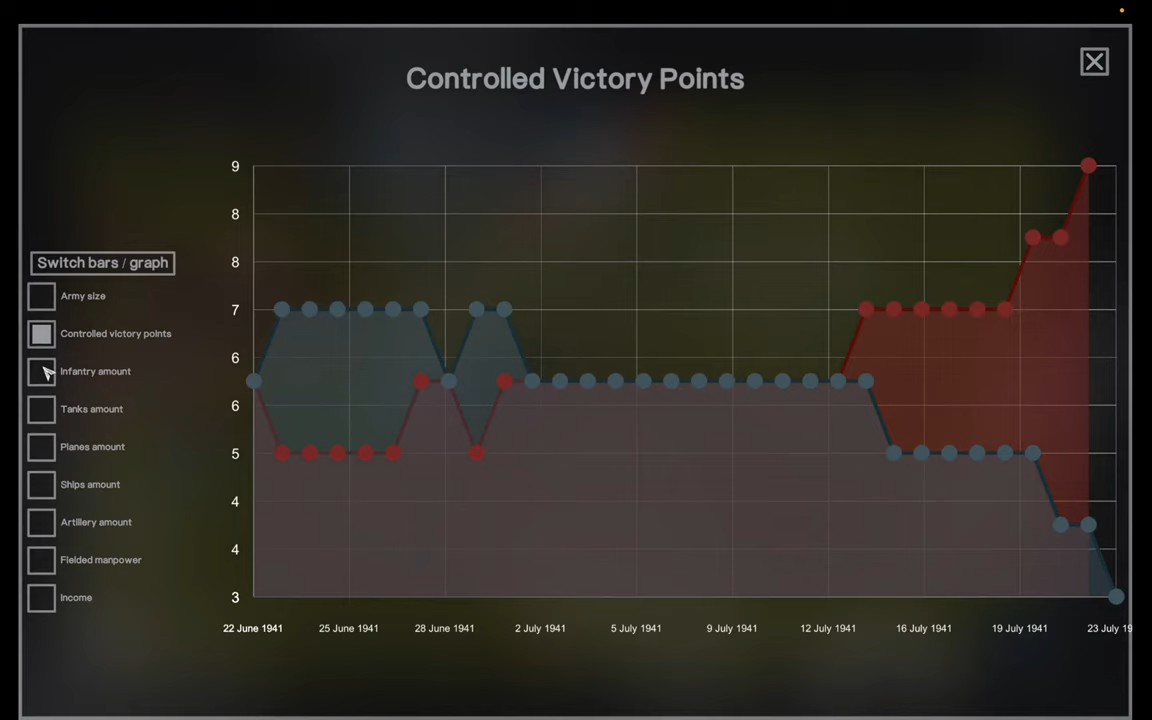 Controlled Victory Points
9
8
8
7
6
6
5
4
4
3
Switch bars / graph
Army size
Controlled victory points
Infantry amount
Tanks amount
Planes amount
Ships amount
Artillery amount
Fielded manpower
Income
22 June 1941
25 June 1941
28 June 1941
2 July 1941
5 July 1941
9 July 1941
12 July 1941
16 July 1941
19 July 1941
23 July 19